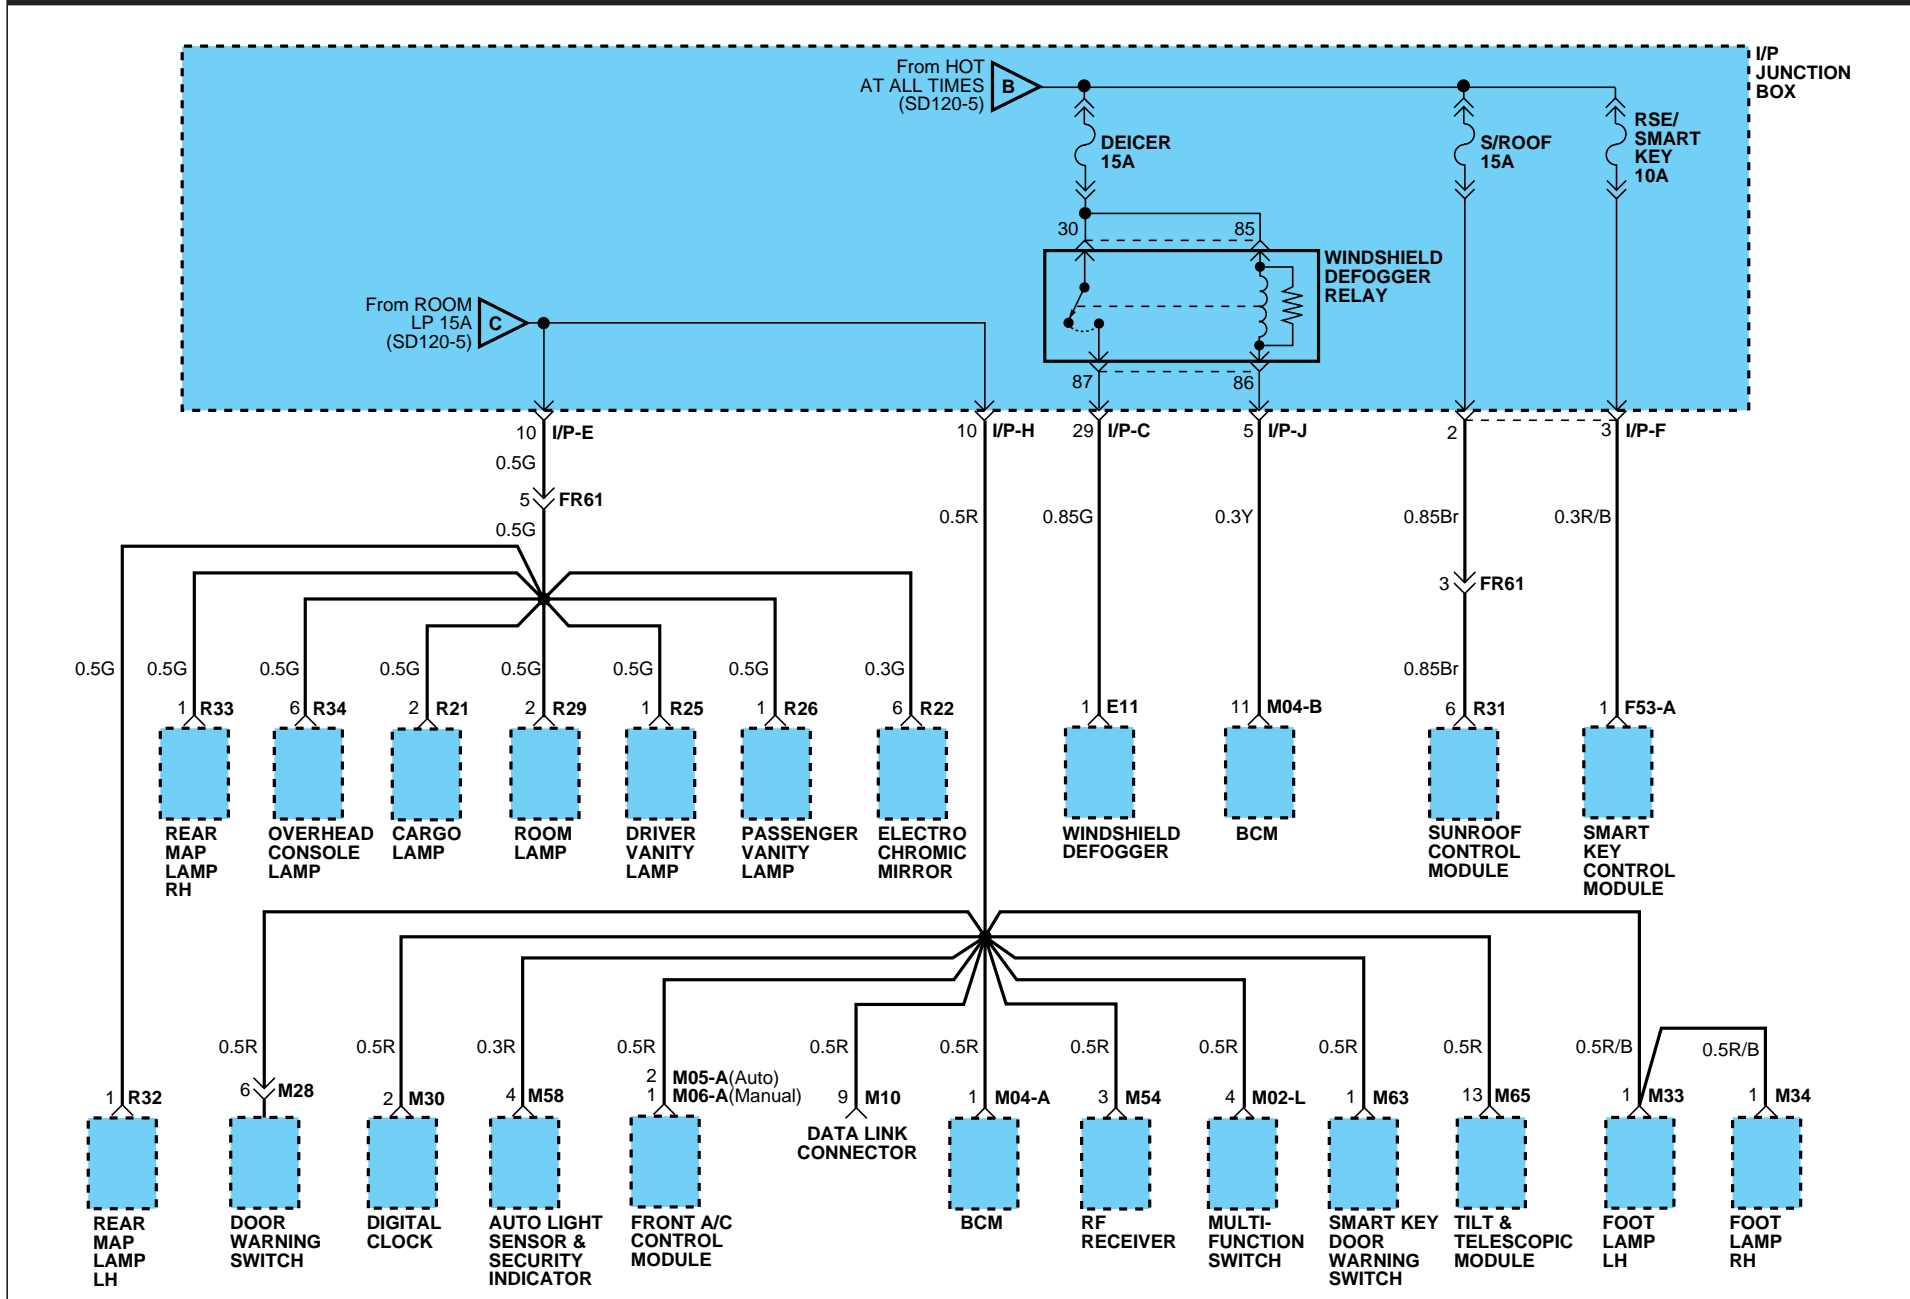 I/P
JUNCTION
BOX
From HOT
AT ALL TIMES
(SD120-5)
B
DEICER
15A
S/ROOF
15A
RSE/
SMART
KEY
10A
30
85
WINDSHIELD
DEFOGGER
RELAY
From ROOM
LP 15A
(SD120-5)
C
87
86
10 I/P-E
10 I/P-H
29 I/P-C
5 I/P-J
2
3 I/P-F
0.5G
5 FR61
0.5G
0.5R
0.85G
0.3Y
0.85Br
0.3R/B
3 FR61
0.5G
0.5G
0.5G
0.5G
0.5G
0.5G
0.5G
0.3G
0.85Br
1 R33
6 R34
2 R21
2 R29
1 R25
1 R26
6 R22
1 E11
11 M04-B
6 R31
1 F53-A
REAR
MAP
LAMP
RH
OVERHEAD
CONSOLE
LAMP
CARGO
LAMP
ROOM
LAMP
DRIVER
VANITY
LAMP
PASSENGER
VANITY
LAMP
ELECTRO
CHROMIC
MIRROR
WINDSHIELD
DEFOGGER
BCM
SUNROOF
CONTROL
MODULE
SMART
KEY
CONTROL
MODULE
0.5R
0.5R
0.3R
0.5R
0.5R
0.5R
0.5R
0.5R
0.5R
0.5R
0.5R/B
0.5R/B
1 R32
6 M28
2 M30
4 M58
2 M05-A(Auto)
1 M06-A(Manual)
9 M10
1 M04-A
3 M54
4 M02-L
1 M63
13 M65
1 M33
1 M34
DATA LINK
CONNECTOR
REAR
MAP
LAMP
LH
DOOR
WARNING
SWITCH
DIGITAL
CLOCK
AUTO LIGHT
SENSOR &
SECURITY
INDICATOR
FRONT A/C
CONTROL
MODULE
BCM
RF
RECEIVER
MULTI-
FUNCTION
SWITCH
SMART KEY
DOOR
WARNING
SWITCH
TILT &
TELESCOPIC
MODULE
FOOT
LAMP
LH
FOOT
LAMP
RH